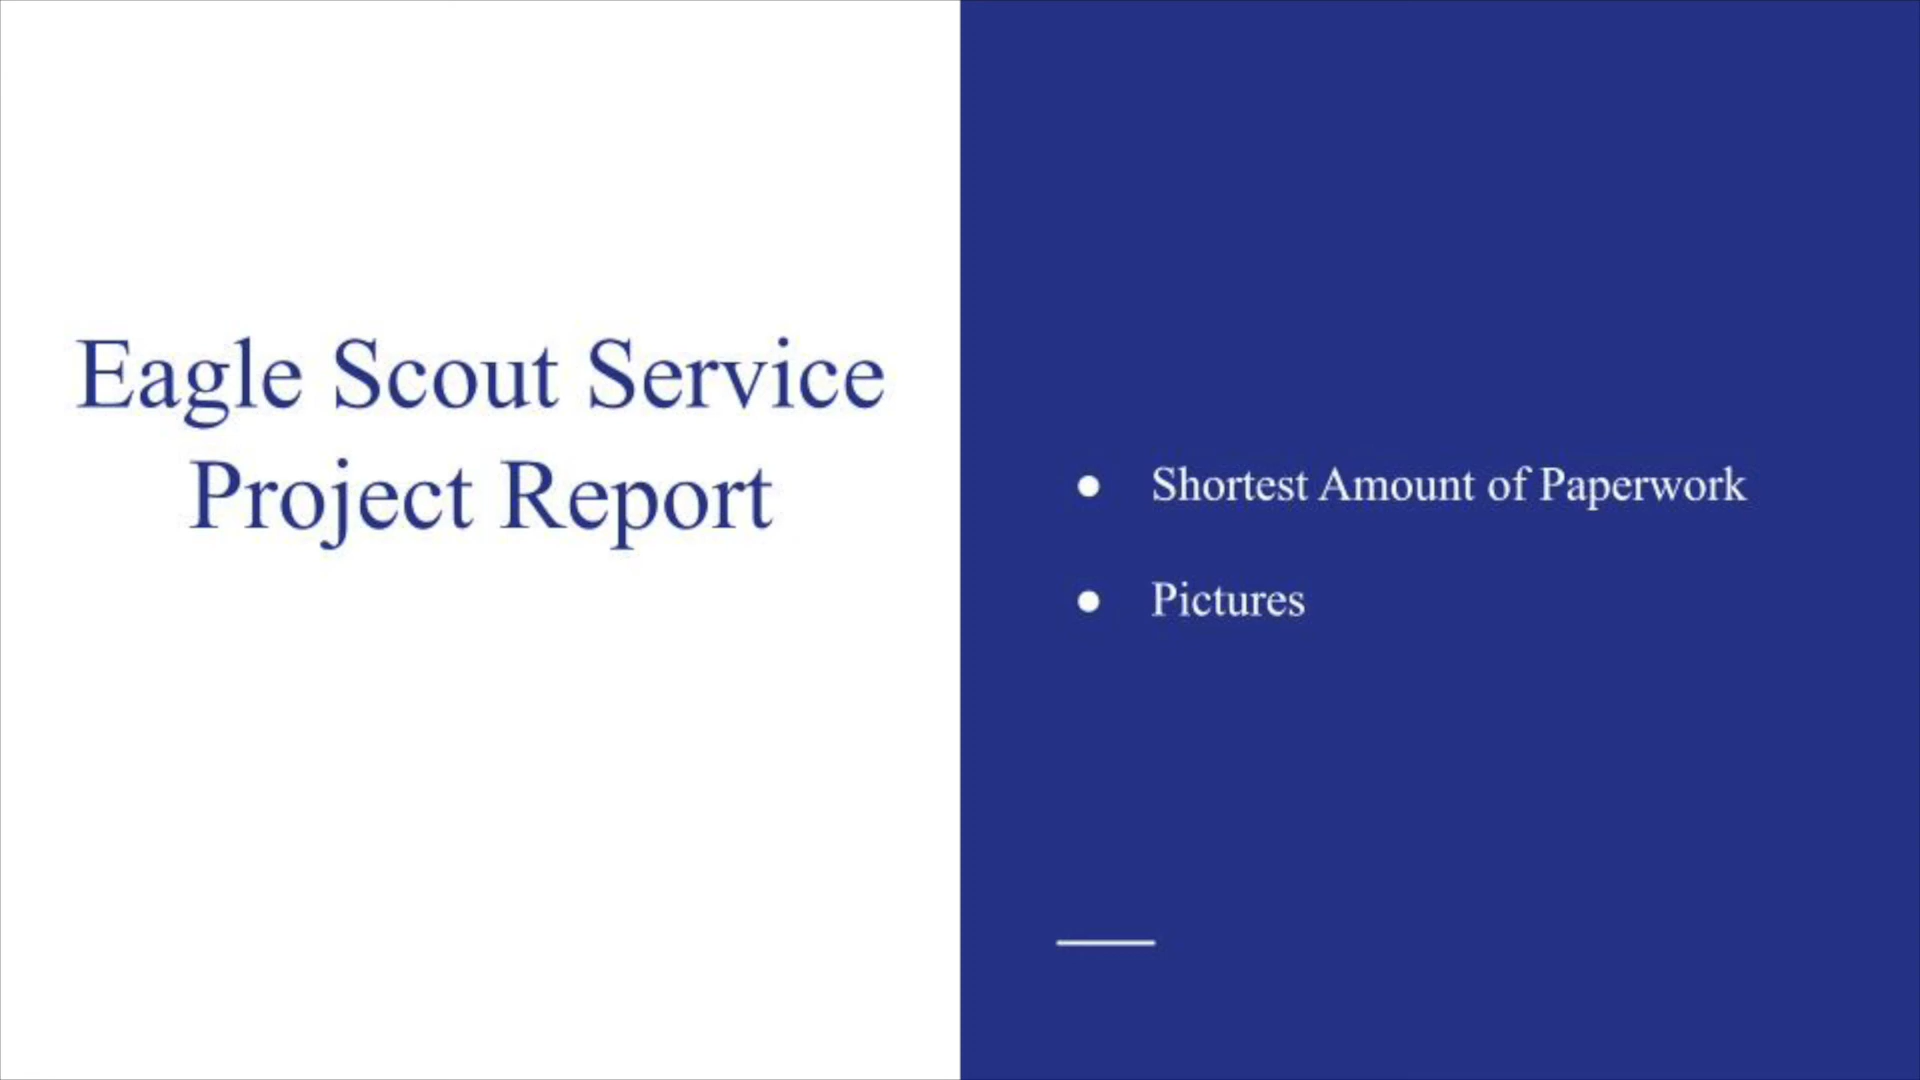 Eagle Scout Service
Project Report
● Shortest Amount of Paperwork
● Pictures